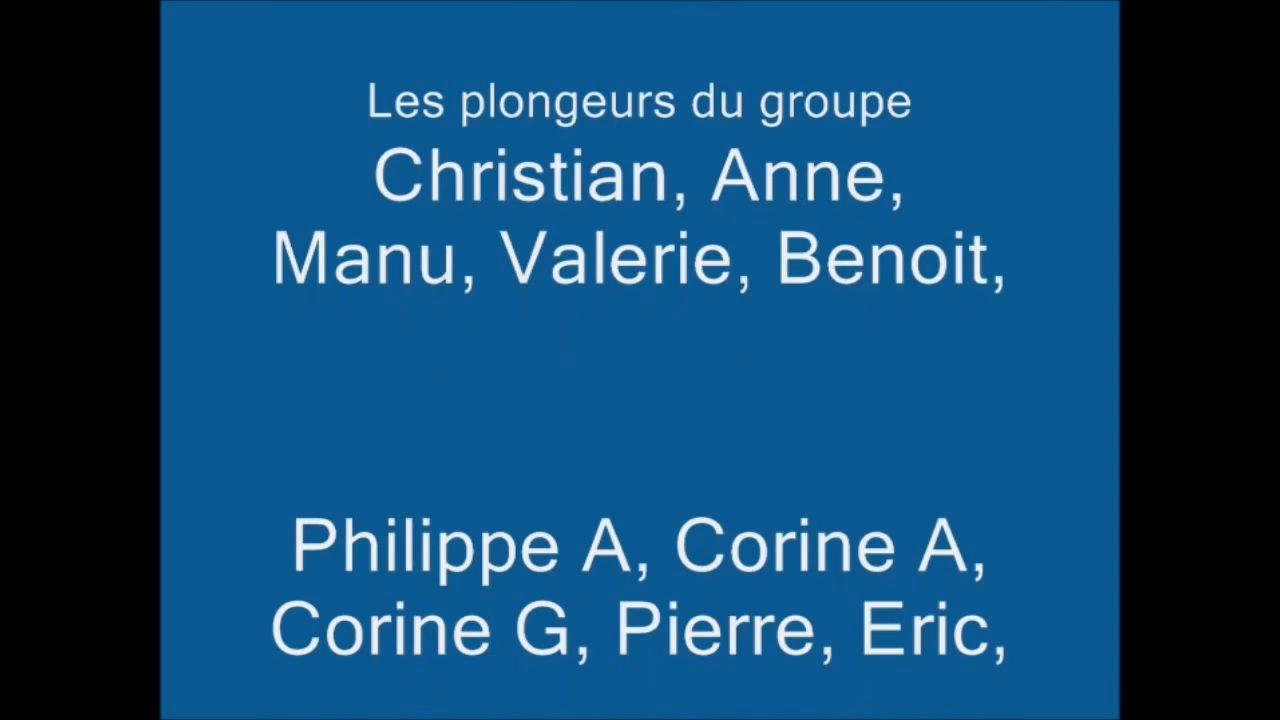 Les plongeurs du groupe
Christian, Anne,
Manu, Valerie, Benoit,
Philippe A, Corine A,
Corine G, Pierre, Eric,